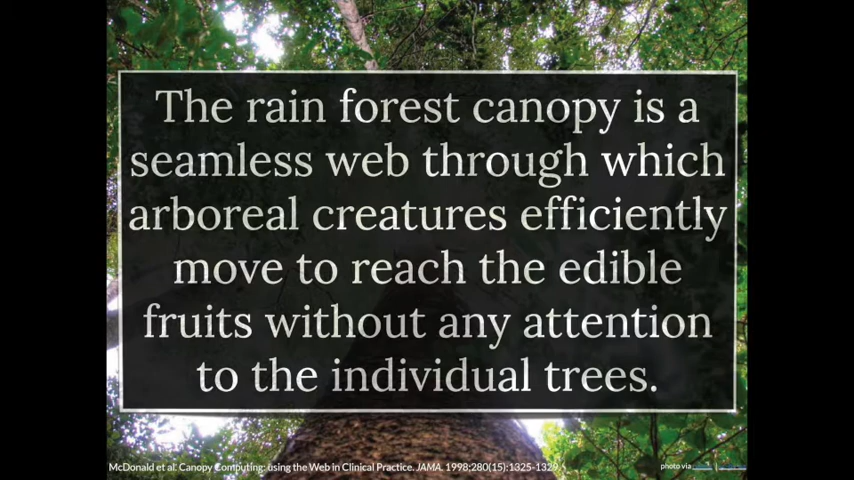 The rain forest canopy is a
seamless web through which
arboreal creatures efficiently
move to reach the edible
fruits without any attention
to the individual trees.
McDonald et al. Canopy Computing: using the Web in Clinical Practice. JAMA. 1998;280(15):1325-1329.
photo via